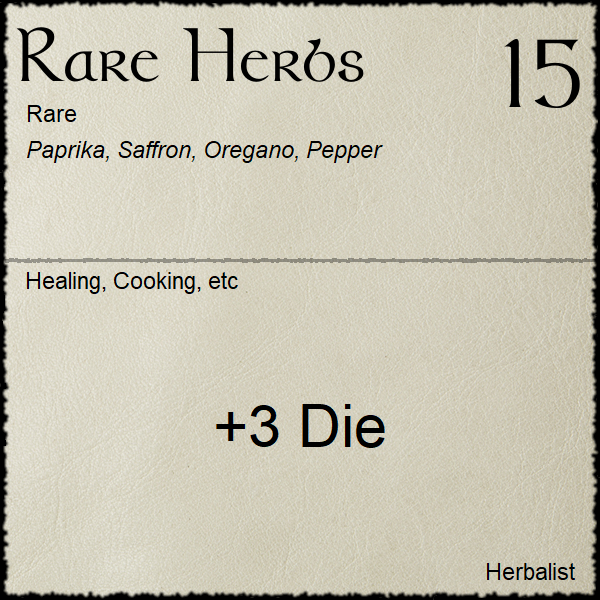 Rare Herbs
15
Rare
Paprika, Saffron, Oregano, Pepper
Healing, Cooking, etc
+3 Die
Herbalist